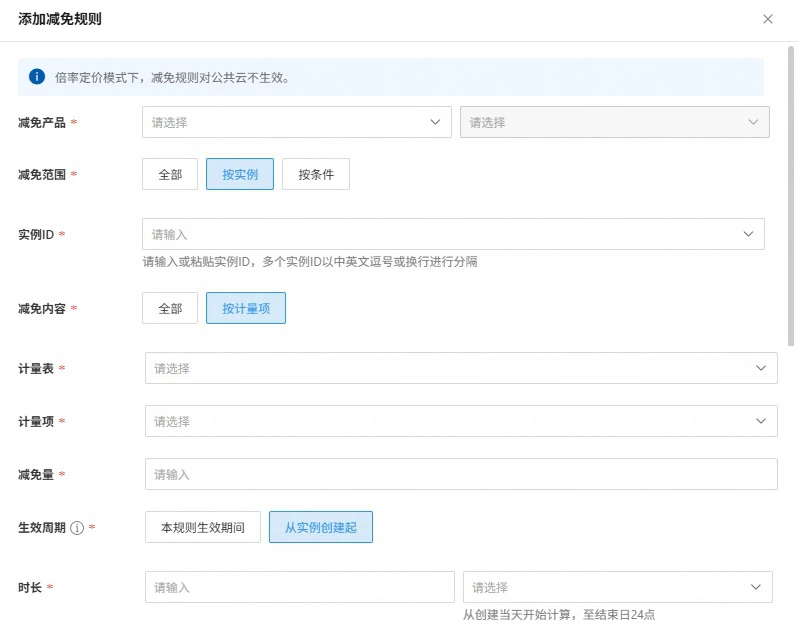 添加减免规则
倍率定价模式下，减免规则对公共云不生效。
减免产品 * 请选择 请选择
减免范围 * 全部 按实例 按条件
实例ID * 请输入
请输入或粘贴实例ID，多个实例ID以中英文逗号或换行进行分隔
减免内容 * 全部 按计量项
计量表 * 请选择
计量项 * 请选择
减免量 * 请输入
生效周期 * 本规则生效期间 从实例创建起
时长 * 请输入 请选择
从创建当天开始计算，至结束日24点